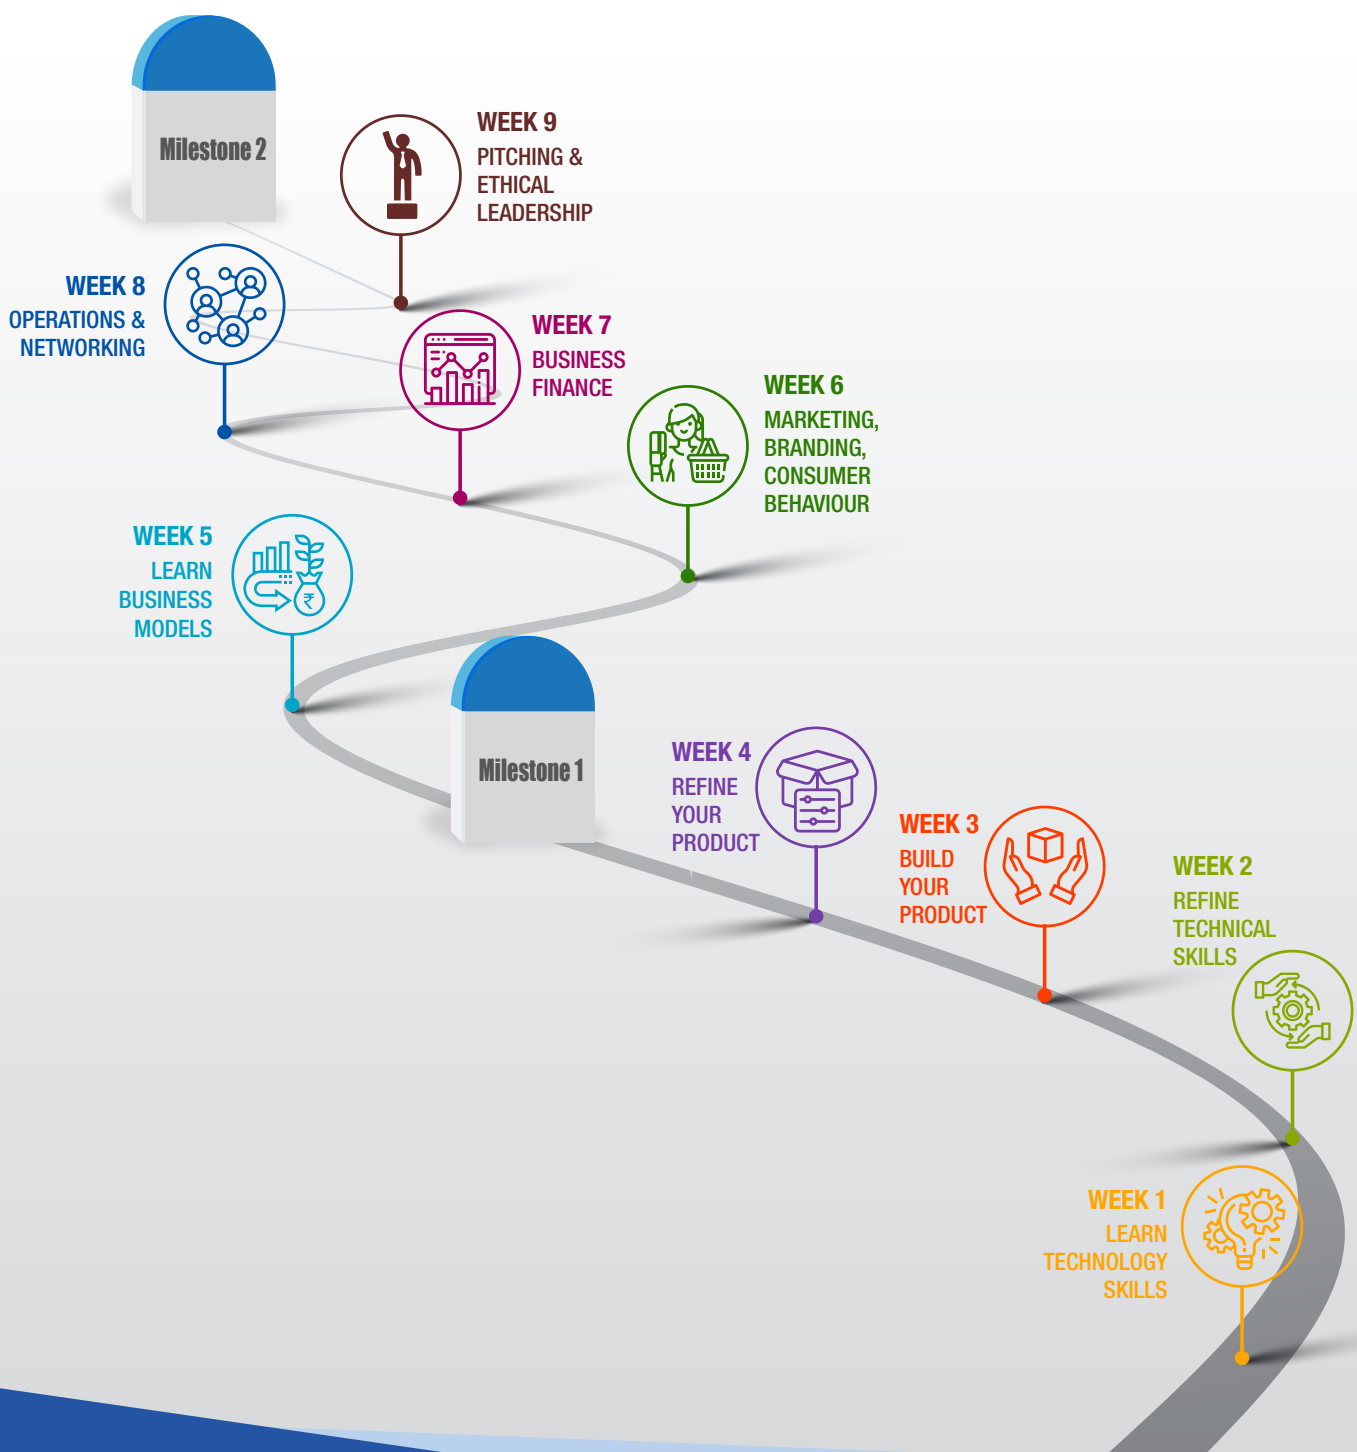 Milestone 2
WEEK 9
PITCHING &
ETHICAL
LEADERSHIP
WEEK 8
OPERATIONS &
NETWORKING
WEEK 7
BUSINESS
FINANCE
WEEK 6
MARKETING,
BRANDING,
CONSUMER
BEHAVIOUR
WEEK 5
LEARN
BUSINESS
MODELS
₹
Milestone 1
WEEK 4
REFINE
YOUR
PRODUCT
WEEK 3
BUILD
YOUR
PRODUCT
WEEK 2
REFINE
TECHNICAL
SKILLS
WEEK 1
LEARN
TECHNOLOGY
SKILLS